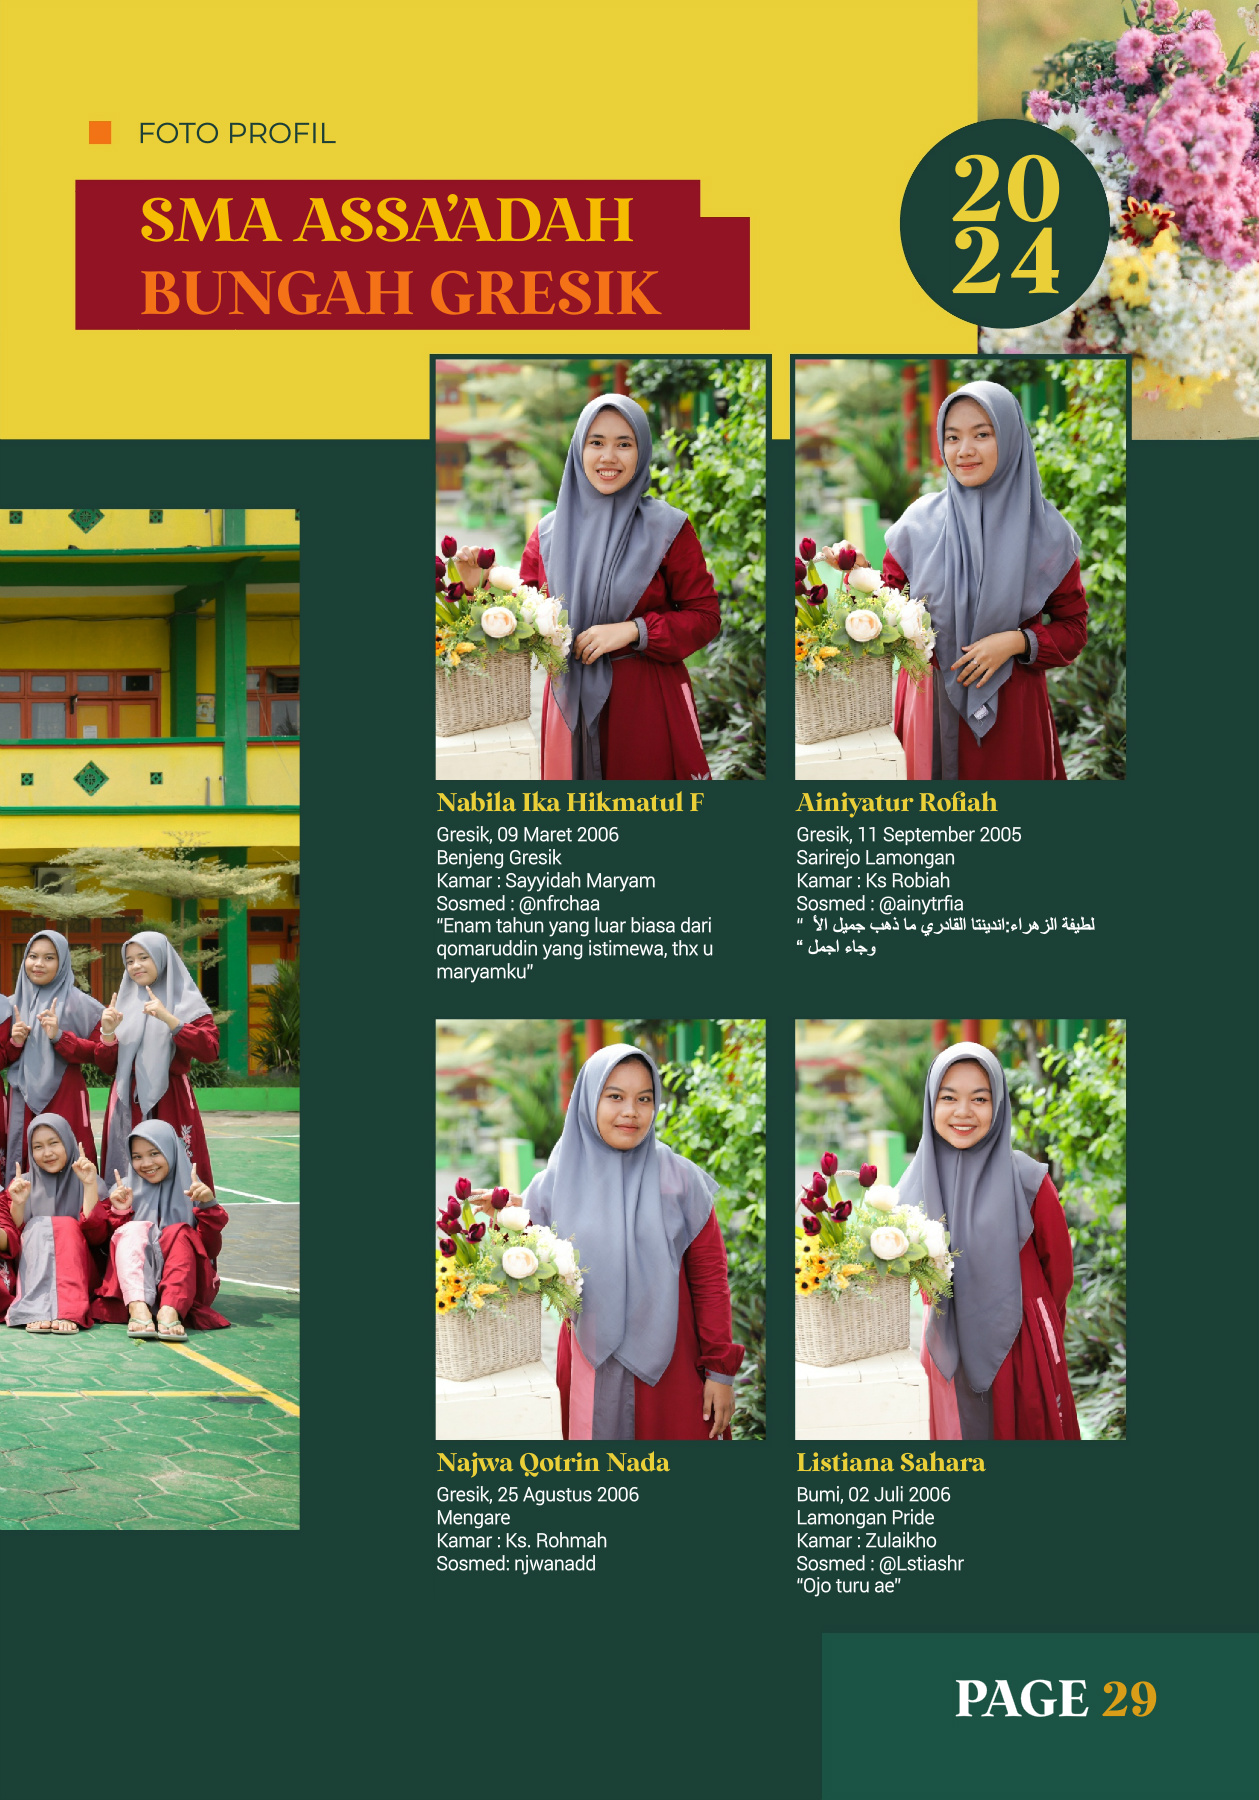 FOTO PROFIL
SMA ASSA’ADAH
BUNGAH GRESIK
20
24
Nabila Ika Hikmatul F
Gresik, 09 Maret 2006
Benjeng Gresik
Kamar : Sayyidah Maryam
Sosmed : @nfrchaa
“Enam tahun yang luar biasa dari
qomaruddin yang istimewa, thx u
maryamku”
Ainiyatur Rofiah
Gresik, 11 September 2005
Sarirejo Lamongan
Kamar : Ks Robiah
Sosmed : @ainytrfia
لطيفة الزهراء:اندينتا القادري ما ذهب جميل الأ “
وجاء اجمل “
Najwa Qotrin Nada
Gresik, 25 Agustus 2006
Mengare
Kamar : Ks. Rohmah
Sosmed: njwanadd
Listiana Sahara
Bumi, 02 Juli 2006
Lamongan Pride
Kamar : Zulaikho
Sosmed : @Lstiashr
“Ojo turu ae”
PAGE 29